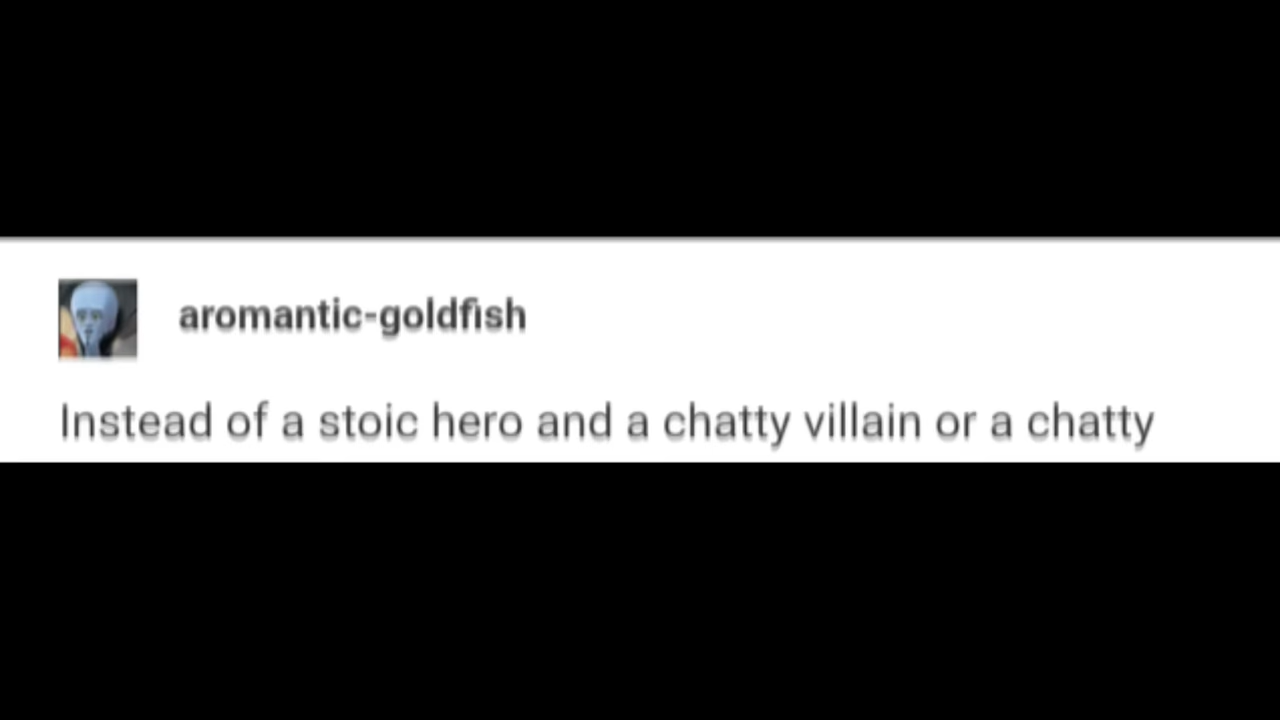 aromantic-goldfish
Instead of a stoic hero and a chatty villain or a chatty